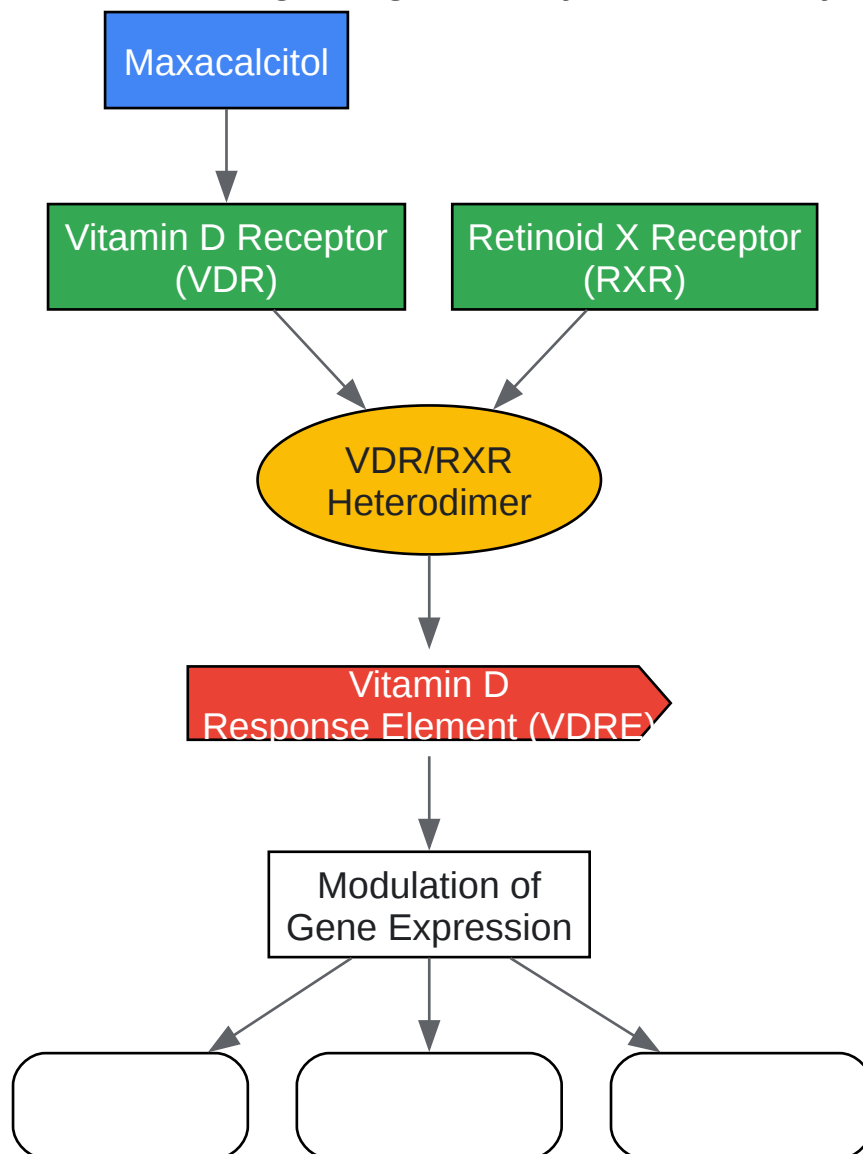 Maxacalcitol
Vitamin D Receptor
(VDR)
Retinoid X Receptor
(RXR)
VDR/RXR
Heterodimer
Vitamin D
Response Element (VDRE)
Modulation of
Gene Expression